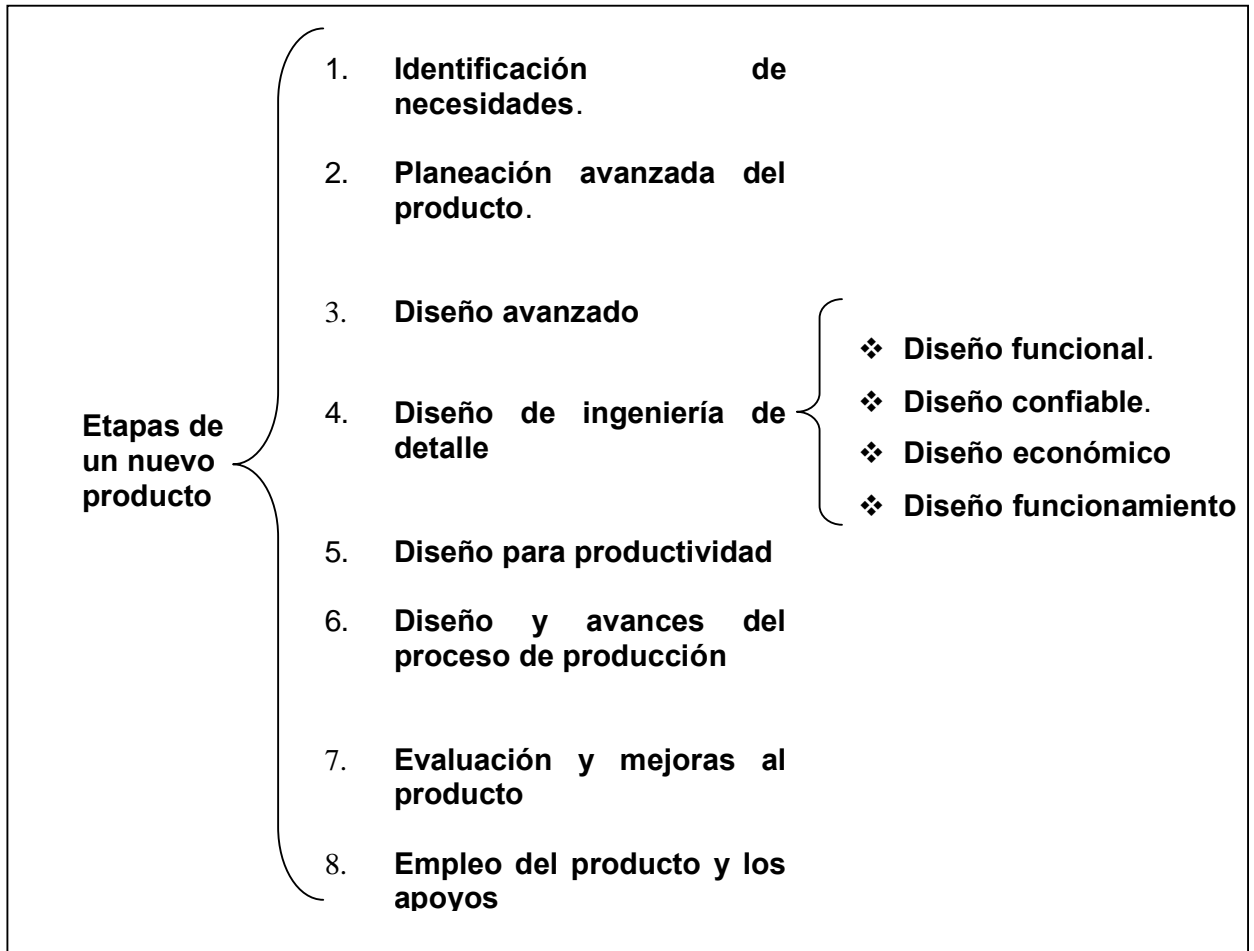 Etapas de
un nuevo
producto
1. Identificación de
necesidades.
2. Planeación avanzada del
producto.
3. Diseño avanzado
4. Diseño de ingeniería de
detalle
❖ Diseño funcional.
❖ Diseño confiable.
❖ Diseño económico
❖ Diseño funcionamiento
5. Diseño para productividad
6. Diseño y avances del
proceso de producción
7. Evaluación y mejoras al
producto
8. Empleo del producto y los
apoyos